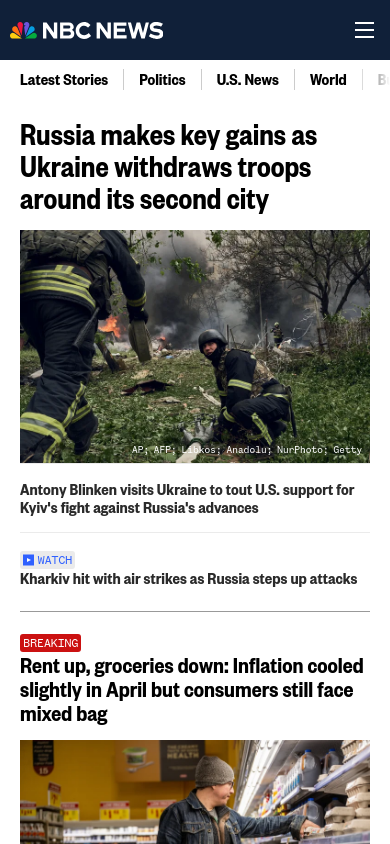 NBC NEWS
Latest Stories
Politics
U.S. News
World
Russia makes key gains as
Ukraine withdraws troops
around its second city
AP; AFP; Libkos; Anadolu; NurPhoto; Getty
Antony Blinken visits Ukraine to tout U.S. support for
Kyiv's fight against Russia's advances
WATCH
Kharkiv hit with air strikes as Russia steps up attacks
BREAKING
Rent up, groceries down: Inflation cooled
slightly in April but consumers still face
mixed bag
HEALTH
15